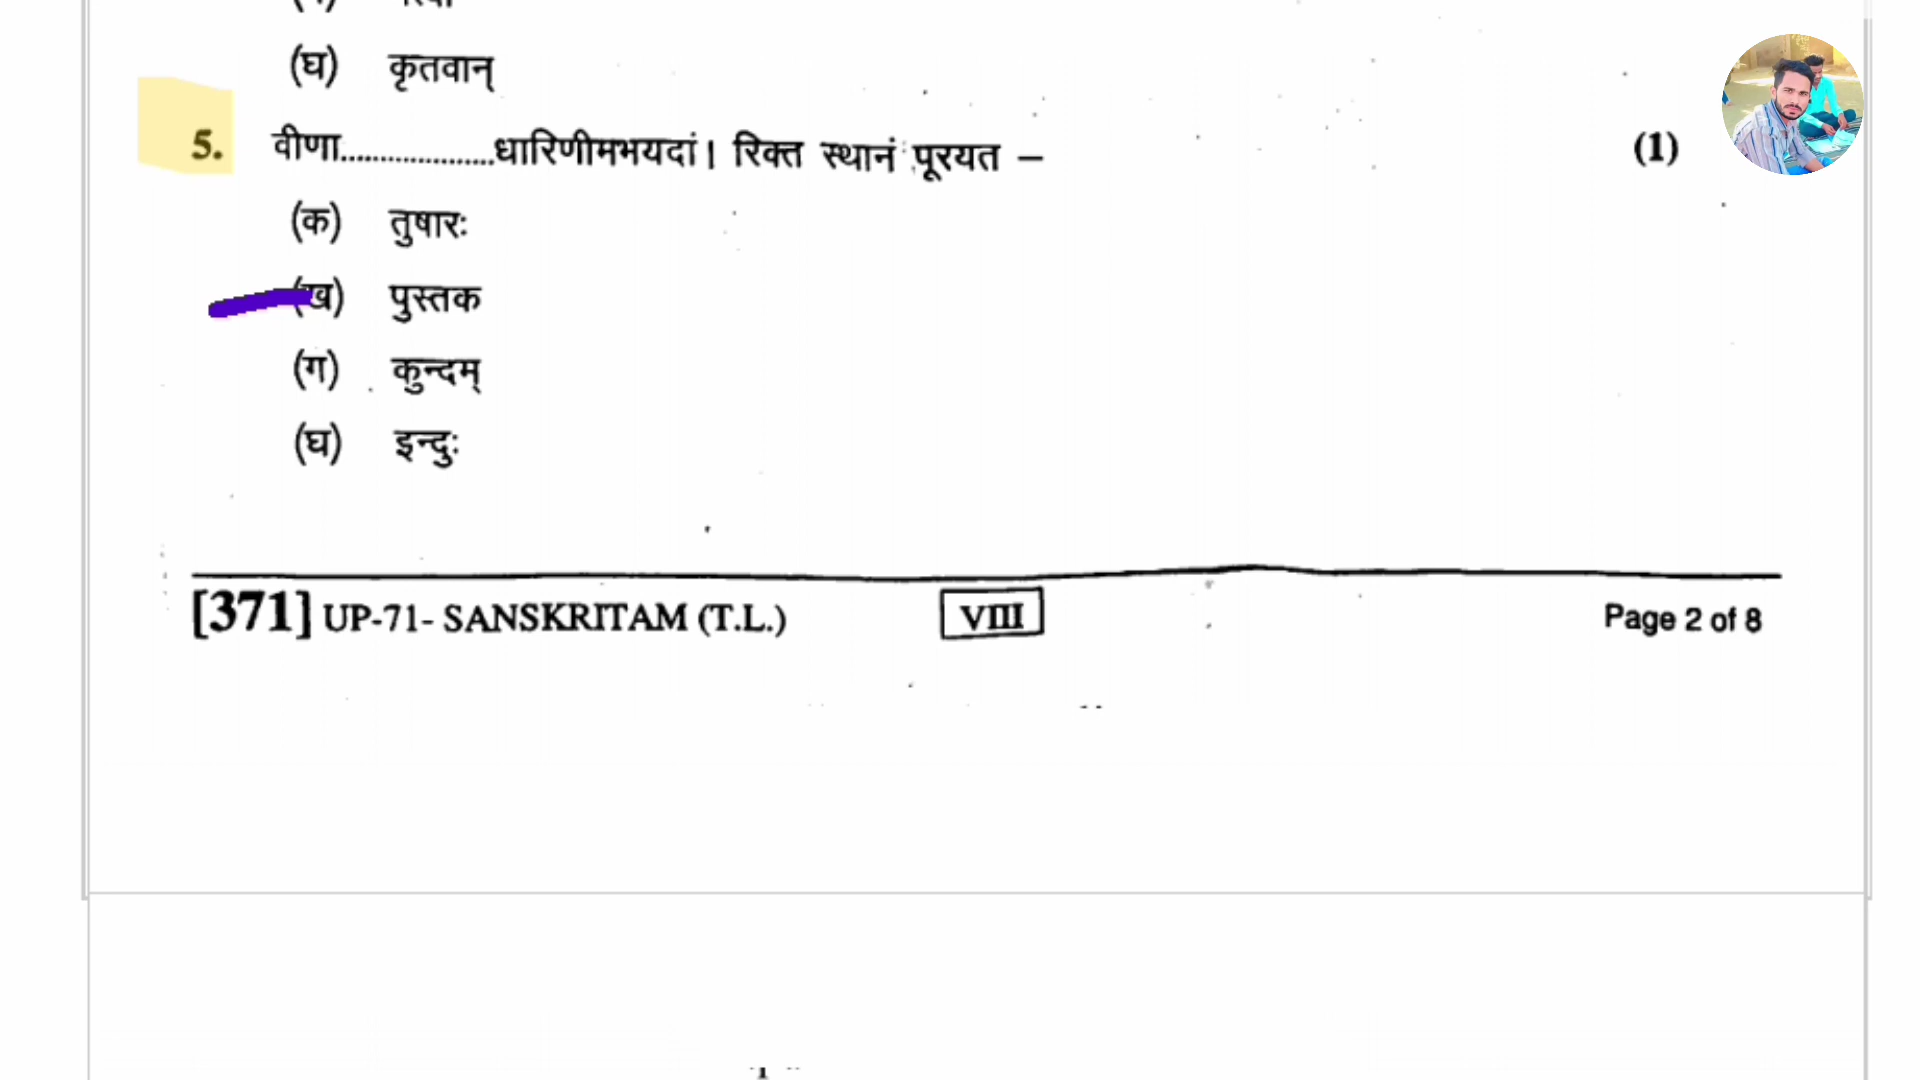 (घ) कृतवान्
5. वीणा....................धारिणीमभयदां। रिक्त स्थानं पूरयत – (1)
(क) तुषारः
(ख) पुस्तक
(ग) कुन्दम्
(घ) इन्दुः
[371] UP-71- SANSKRITAM (T.L.) VIII Page 2 of 8